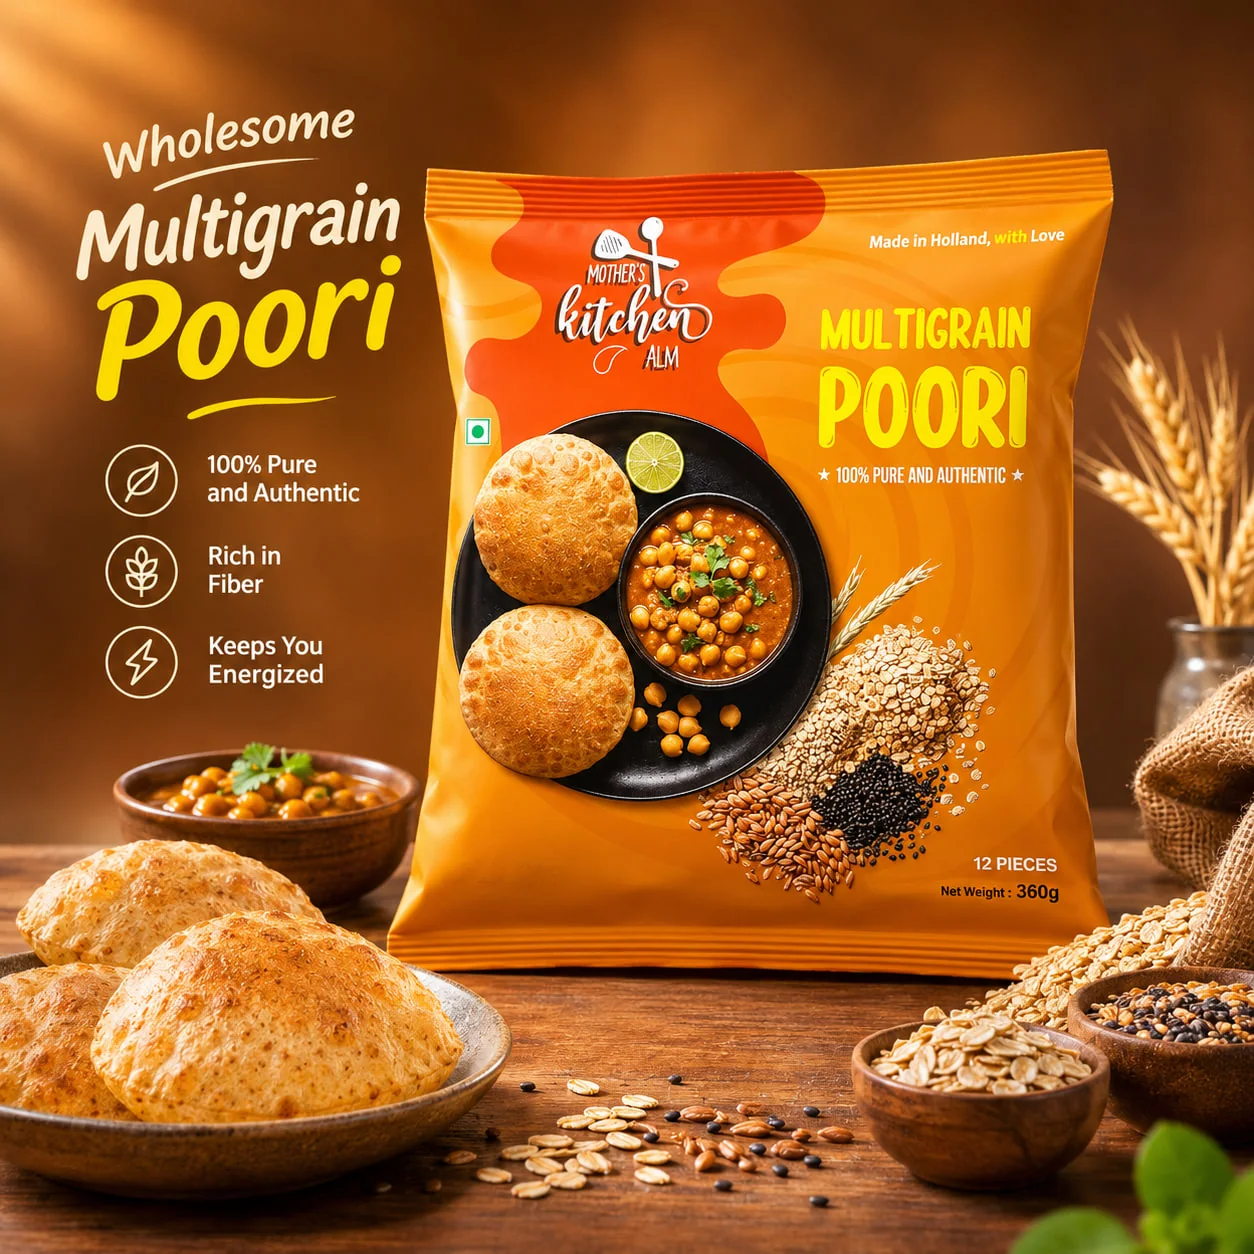 Wholesome
Multigrain
Poori
100% Pure
and Authentic
Rich in
Fiber
Keeps You
Energized
MOTHER'S
kitchen
ALM
Made in Holland, with Love
MULTIGRAIN
POORI
★ 100% PURE AND AUTHENTIC ★
12 PIECES
Net Weight : 360g